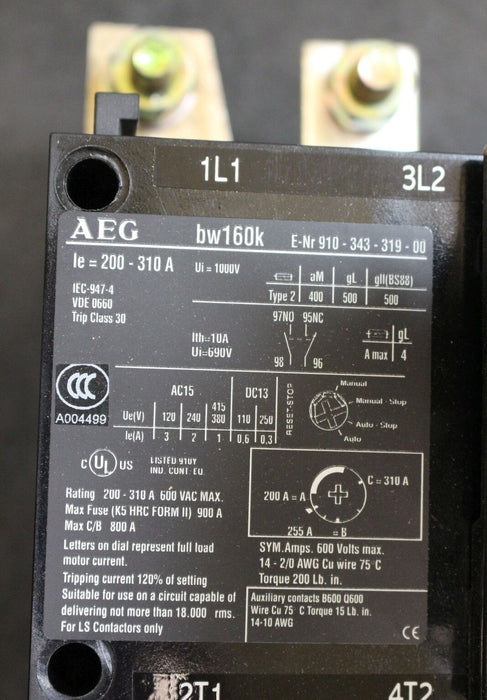 1L1 3L2
AEG bw160k E-Nr 910 - 343 - 319 - 00
Ie = 200 - 310 A Ui = 1000V
aM gL gII(BS88)
Type 2 400 500 500
IEC-947-4
VDE 0660
Trip Class 30
97NO 95NC
Ith=10A
Ui=690V
98 96
gL
A max 4
CCC
A004499
AC15 DC13
Ue(V) 120 240 415 380 110 250
Ie(A) 3 2 1 0,6 0,3
RESET-STOP
Manual
Manual - Stop
Auto - Stop
Auto
C UL US LISTED 910Y
IND. CONT. EQ.
Rating 200 - 310 A 600 VAC MAX.
Max Fuse (K5 HRC FORM II) 900 A
Max C/B 800 A
C = 310 A
200 A = A
255 A = B
Letters on dial represent full load
motor current.
Tripping current 120% of setting
Suitable for use on a circuit capable of
delivering not more than 18.000 rms.
For LS Contactors only
SYM.Amps. 600 Volts max.
14 - 2/0 AWG Cu wire 75°C
Torque 200 Lb. in.
Auxiliary contacts B600 Q600
Wire Cu 75°C Torque 15 Lb. in.
14-10 AWG
CE
2T1 4T2